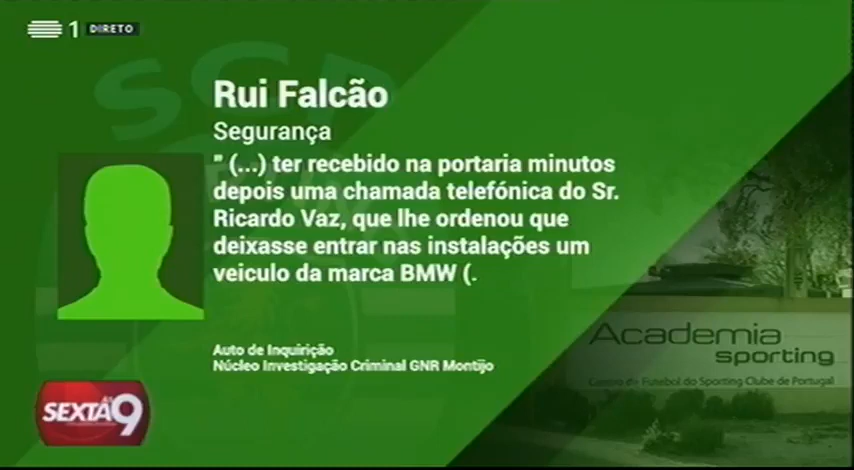 1 DIRETO
SCP
Rui Falcão
Segurança
" (...) ter recebido na portaria minutos
depois uma chamada telefónica do Sr.
Ricardo Vaz, que lhe ordenou que
deixasse entrar nas instalações um
veiculo da marca BMW (.
Auto de Inquirição
Núcleo Investigação Criminal GNR Montijo
Academia
sporting
Centro de Futebol do Sporting Clube de Portugal
SEXTA ÀS 9